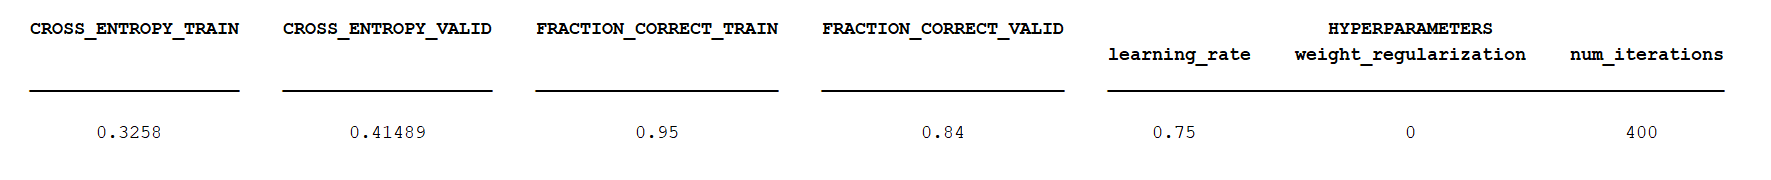 CROSS_ENTROPY_TRAIN CROSS_ENTROPY_VALID FRACTION_CORRECT_TRAIN FRACTION_CORRECT_VALID HYPERPARAMETERS
learning_rate weight_regularization num_iterations
0.3258 0.41489 0.95 0.84 0.75 0 400